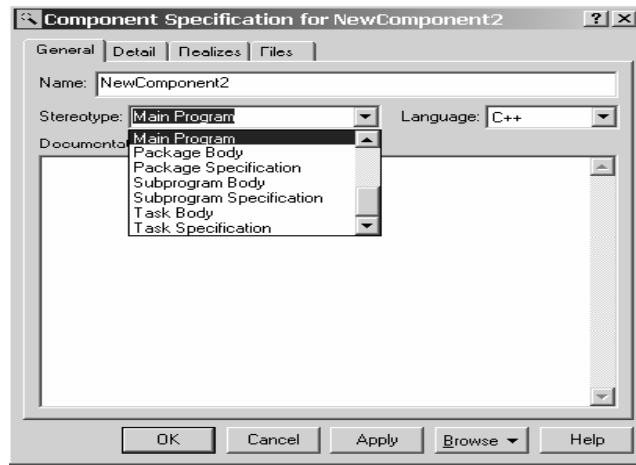 Component Specification for NewComponent2
General Detail Realizes Files
Name: NewComponent2
Stereotype: Main Program Language: C++
Documenta
Main Program
Package Body
Package Specification
Subprogram Body
Subprogram Specification
Task Body
Task Specification
OK Cancel Apply Browse Help